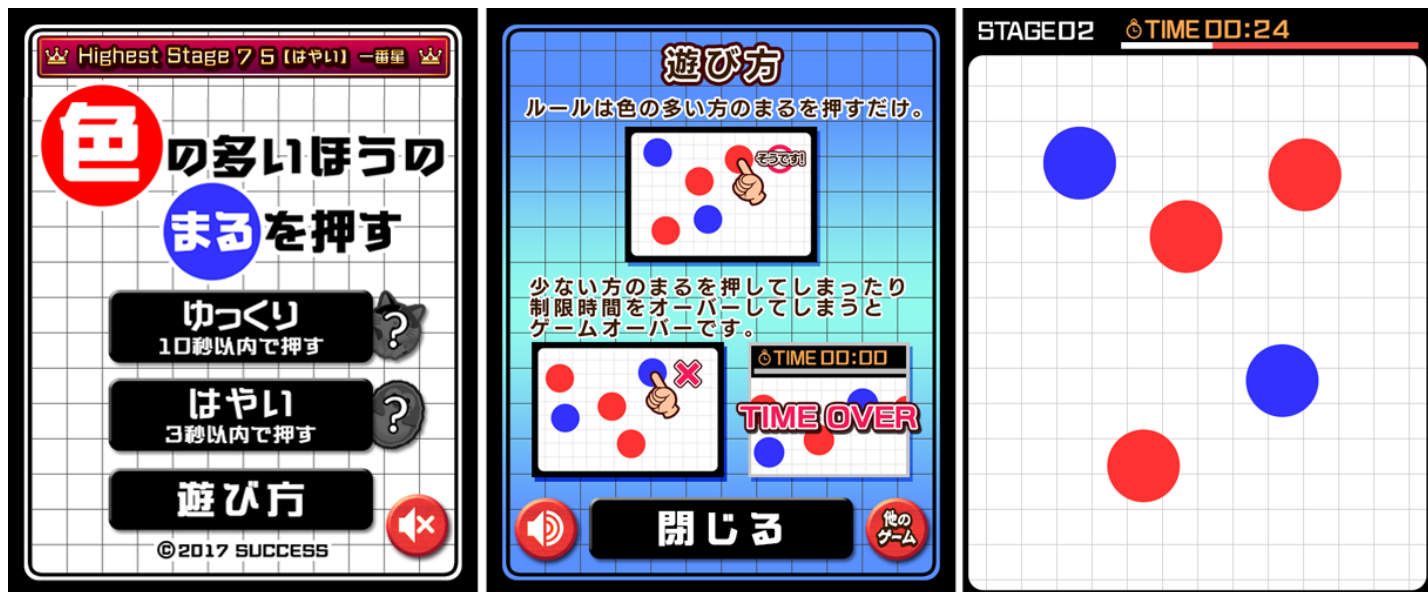 Highest Stage 75【はやい】一番星
色の多いほうの
まるを押す
ゆっくり
10秒以内で押す
?
はやい
3秒以内で押す
?
遊び方
©2017 SUCCESS
遊び方
ルールは色の多い方のまるを押すだけ。
そうです!
少ない方のまるを押してしまったり
制限時間をオーバーしてしまうと
ゲームオーバーです。
TIME 00:00
TIME OVER
閉じる
他の
ゲーム
STAGE02
TIME 00:24